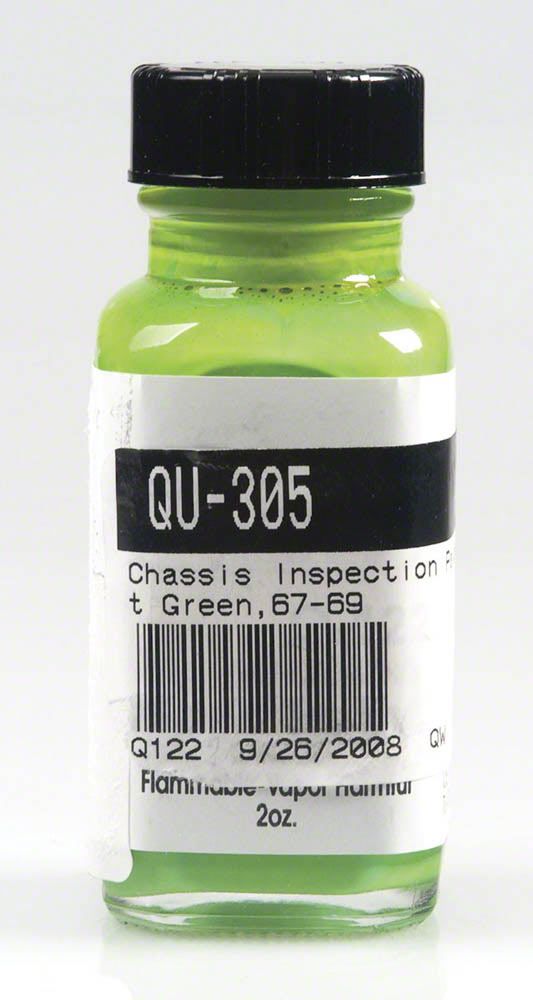 QU-305
Chassis Inspection
t Green,67-69
Q122 9/26/2008 QW
Flammable-Vapor Harmful
2oz.